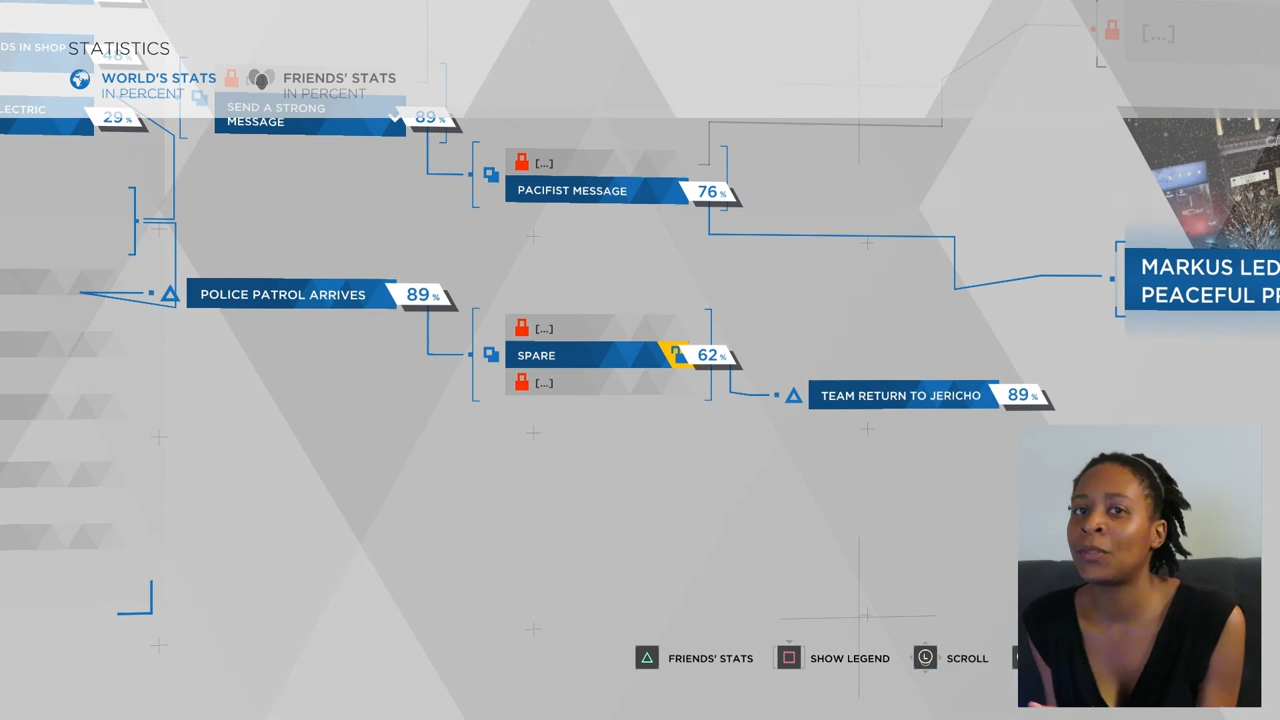 DS IN SHOP
48%
STATISTICS
WORLD'S STATS
IN PERCENT
FRIENDS' STATS
IN PERCENT
LECTRIC
29%
SEND A STRONG
MESSAGE
89%
[...]
[...]
PACIFIST MESSAGE
76%
MARKUS LED
PEACEFUL PR
POLICE PATROL ARRIVES
89%
[...]
SPARE
62%
[...]
TEAM RETURN TO JERICHO
89%
FRIENDS' STATS
SHOW LEGEND
L
SCROLL